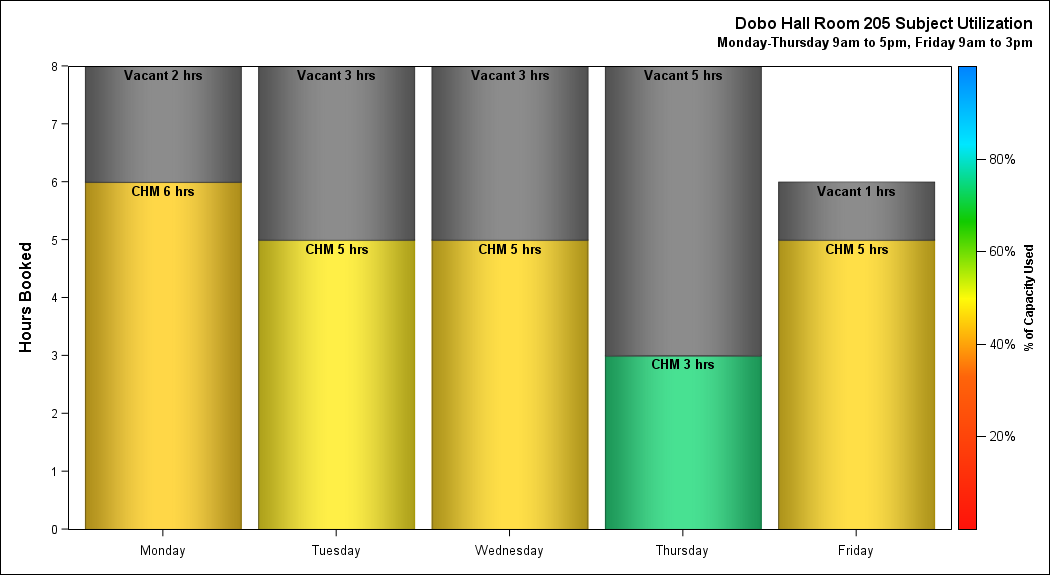 Dobo Hall Room 205 Subject Utilization
Monday-Thursday 9am to 5pm, Friday 9am to 3pm
Hours Booked
8
7
6
5
4
3
2
1
0
Vacant 2 hrs
CHM 6 hrs
Vacant 3 hrs
CHM 5 hrs
Vacant 3 hrs
CHM 5 hrs
Vacant 5 hrs
CHM 3 hrs
Vacant 1 hrs
CHM 5 hrs
Monday
Tuesday
Wednesday
Thursday
Friday
80%
60%
40%
20%
% of Capacity Used